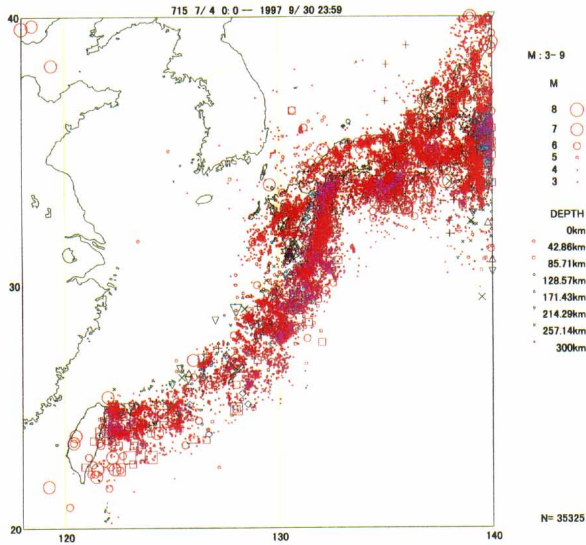 715 7/ 4 0: 0 -- 1997 9/ 30 23:59
40
30
20
120
130
140
M : 3- 9
M
8
7
6
5
4
3
DEPTH
0km
42.86km
85.71km
128.57km
171.43km
214.29km
257.14km
300km
N= 35325